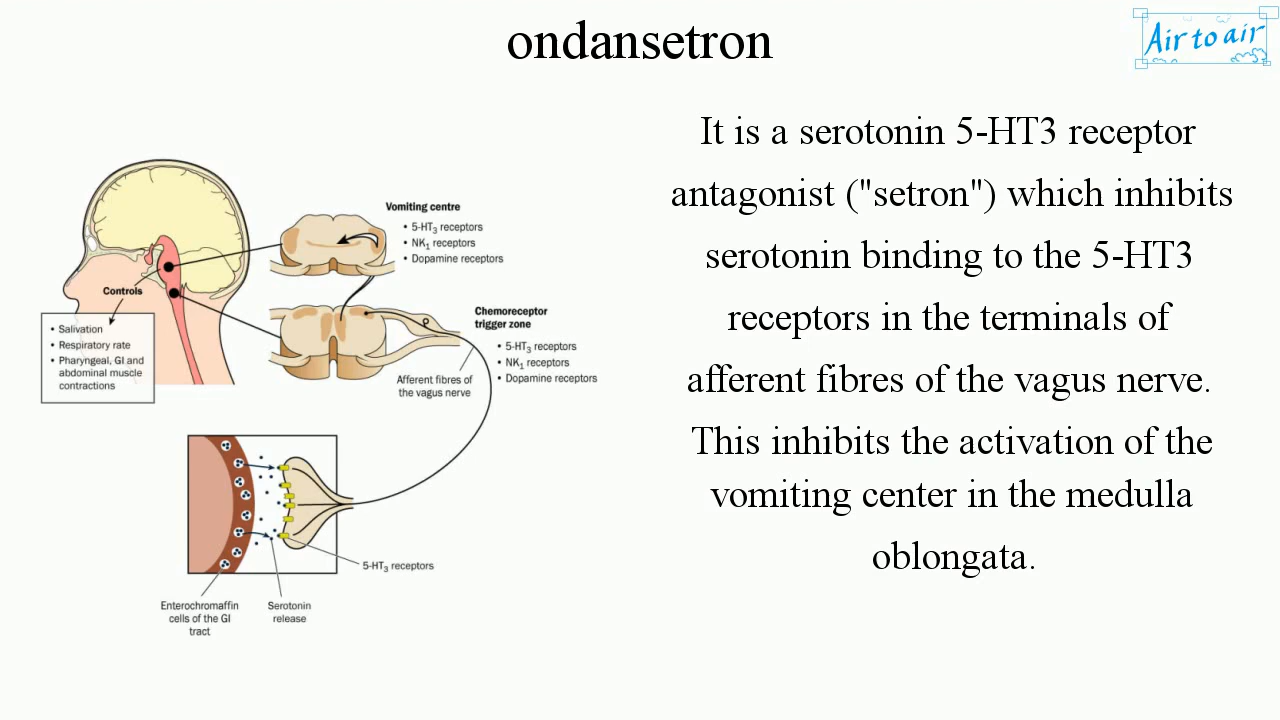 ondansetron
Air to air
It is a serotonin 5-HT3 receptor
antagonist ("setron") which inhibits
serotonin binding to the 5-HT3
receptors in the terminals of
afferent fibres of the vagus nerve.
This inhibits the activation of the
vomiting center in the medulla
oblongata.
Vomiting centre
• 5-HT₃ receptors
• NK₁ receptors
• Dopamine receptors
Controls
• Salivation
• Respiratory rate
• Pharyngeal, GI and
abdominal muscle
contractions
Chemoreceptor
trigger zone
• 5-HT₃ receptors
• NK₁ receptors
• Dopamine receptors
Afferent fibres of
the vagus nerve
5-HT₃ receptors
Enterochromaffin
cells of the GI
tract
Serotonin
release